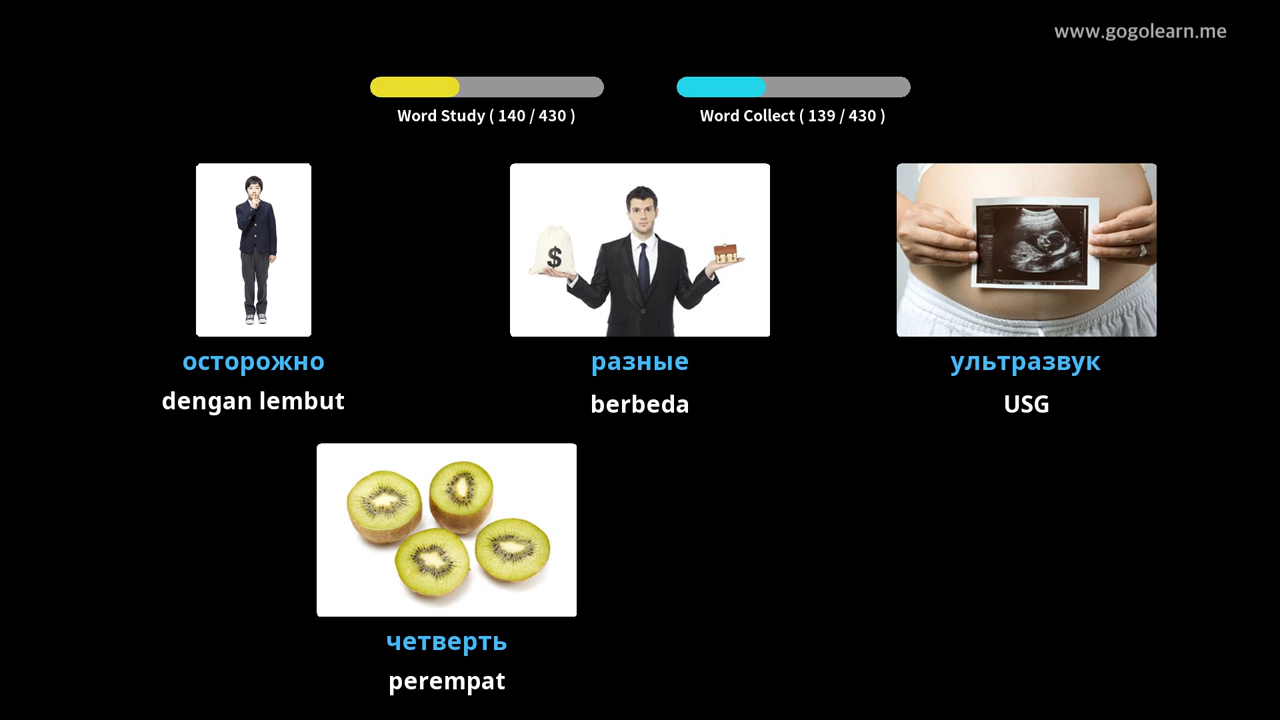 www.gogolearn.me
Word Study ( 140 / 430 )
Word Collect ( 139 / 430 )
осторожно
dengan lembut
разные
berbeda
ультразвук
USG
четверть
perempat